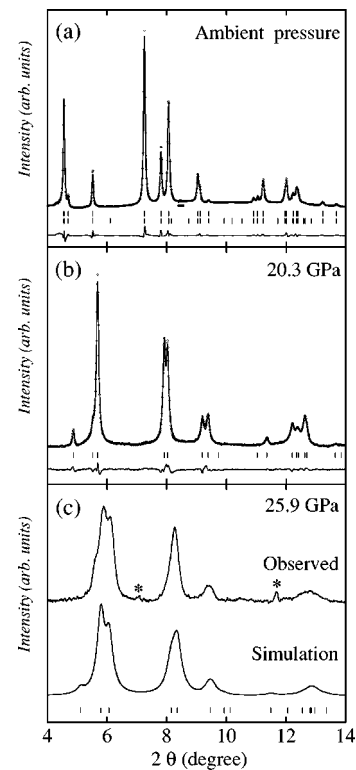 (a) Ambient pressure
Intensity (arb. units)
(b) 20.3 GPa
Intensity (arb. units)
(c) 25.9 GPa
Observed
* *
Simulation
Intensity (arb. units)
4 6 8 10 12 14
2 θ (degree)